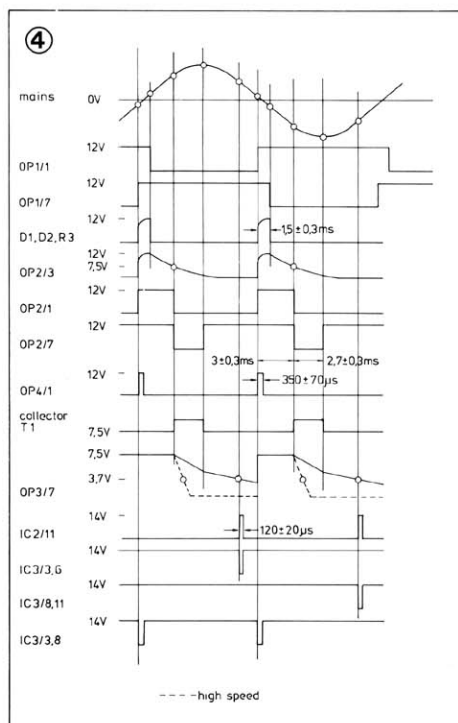 4
mains 0V
OP1/1 12V
OP1/7 12V
D1,D2,R3 12V
1,5±0,3ms
OP2/3 12V
7,5V
OP2/1 12V
OP2/7 12V
3±0,3ms 2,7±0,3ms
OP4/1 12V
350±70µs
collector
T1 7,5V
7,5V
OP3/7 3,7V
IC2/11 14V
120±20µs
IC3/3,6 14V
IC3/8,11 14V
IC3/3,8 14V
----high speed